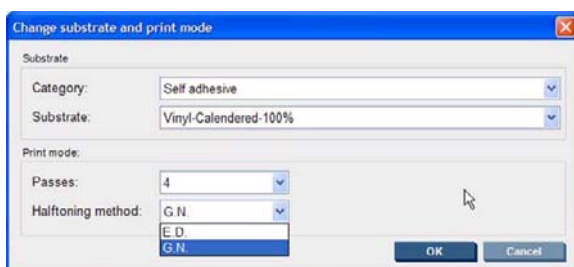 Change substrate and print mode
Substrate
Category: Self adhesive
Substrate: Vinyl-Calendered-100%
Print mode:
Passes: 4
Halftoning method: G.N.
E.D.
G.N.
OK Cancel